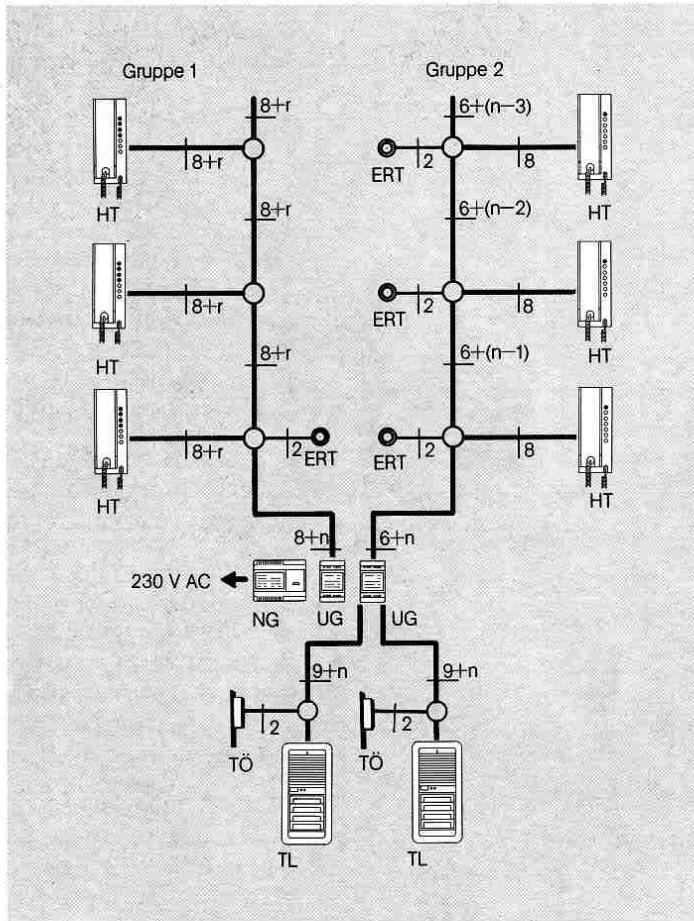 Gruppe 1 Gruppe 2
8+r 6+(n−3)
8+r ERT 2 8
HT HT
8+r 6+(n−2)
8+r ERT 2 8
HT HT
8+r 6+(n−1)
8+r 2 ERT ERT 2 8
HT HT
8+n 6+n
230 V AC
NG UG UG
9+n 9+n
2 2
TÖ TÖ
TL TL